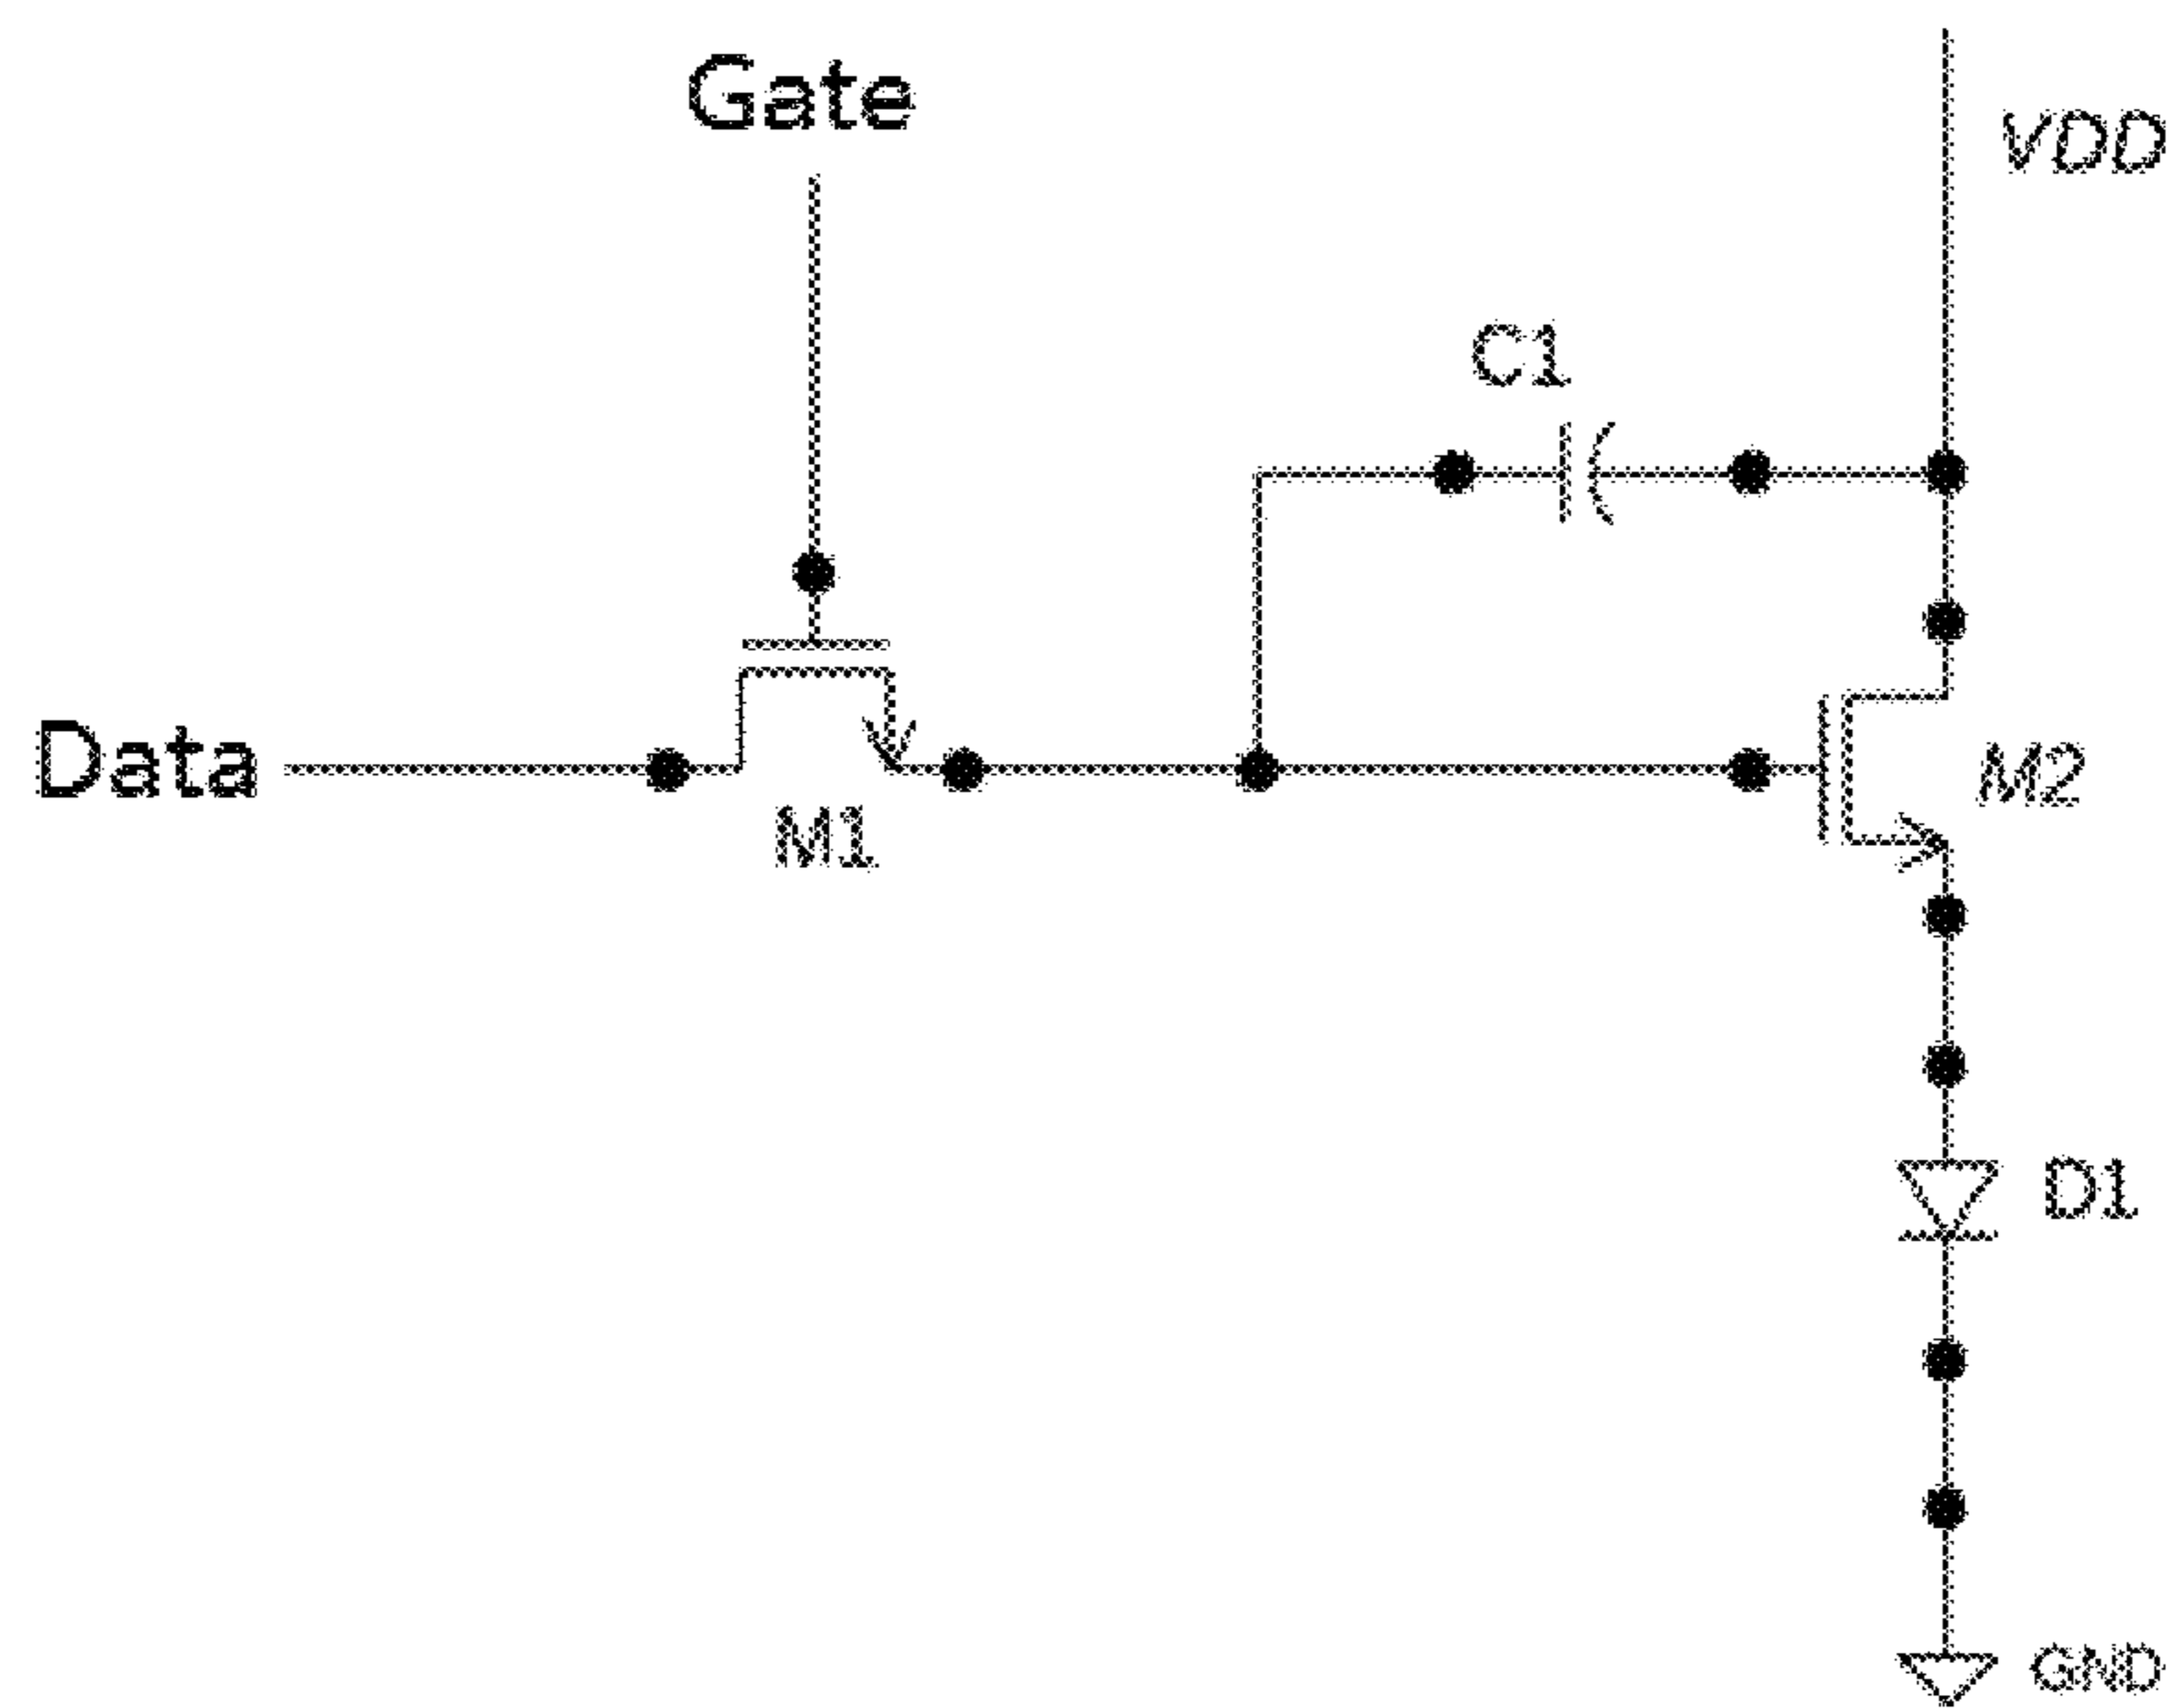 Gate
VDD
C1
Data
M1
M2
D1
GND